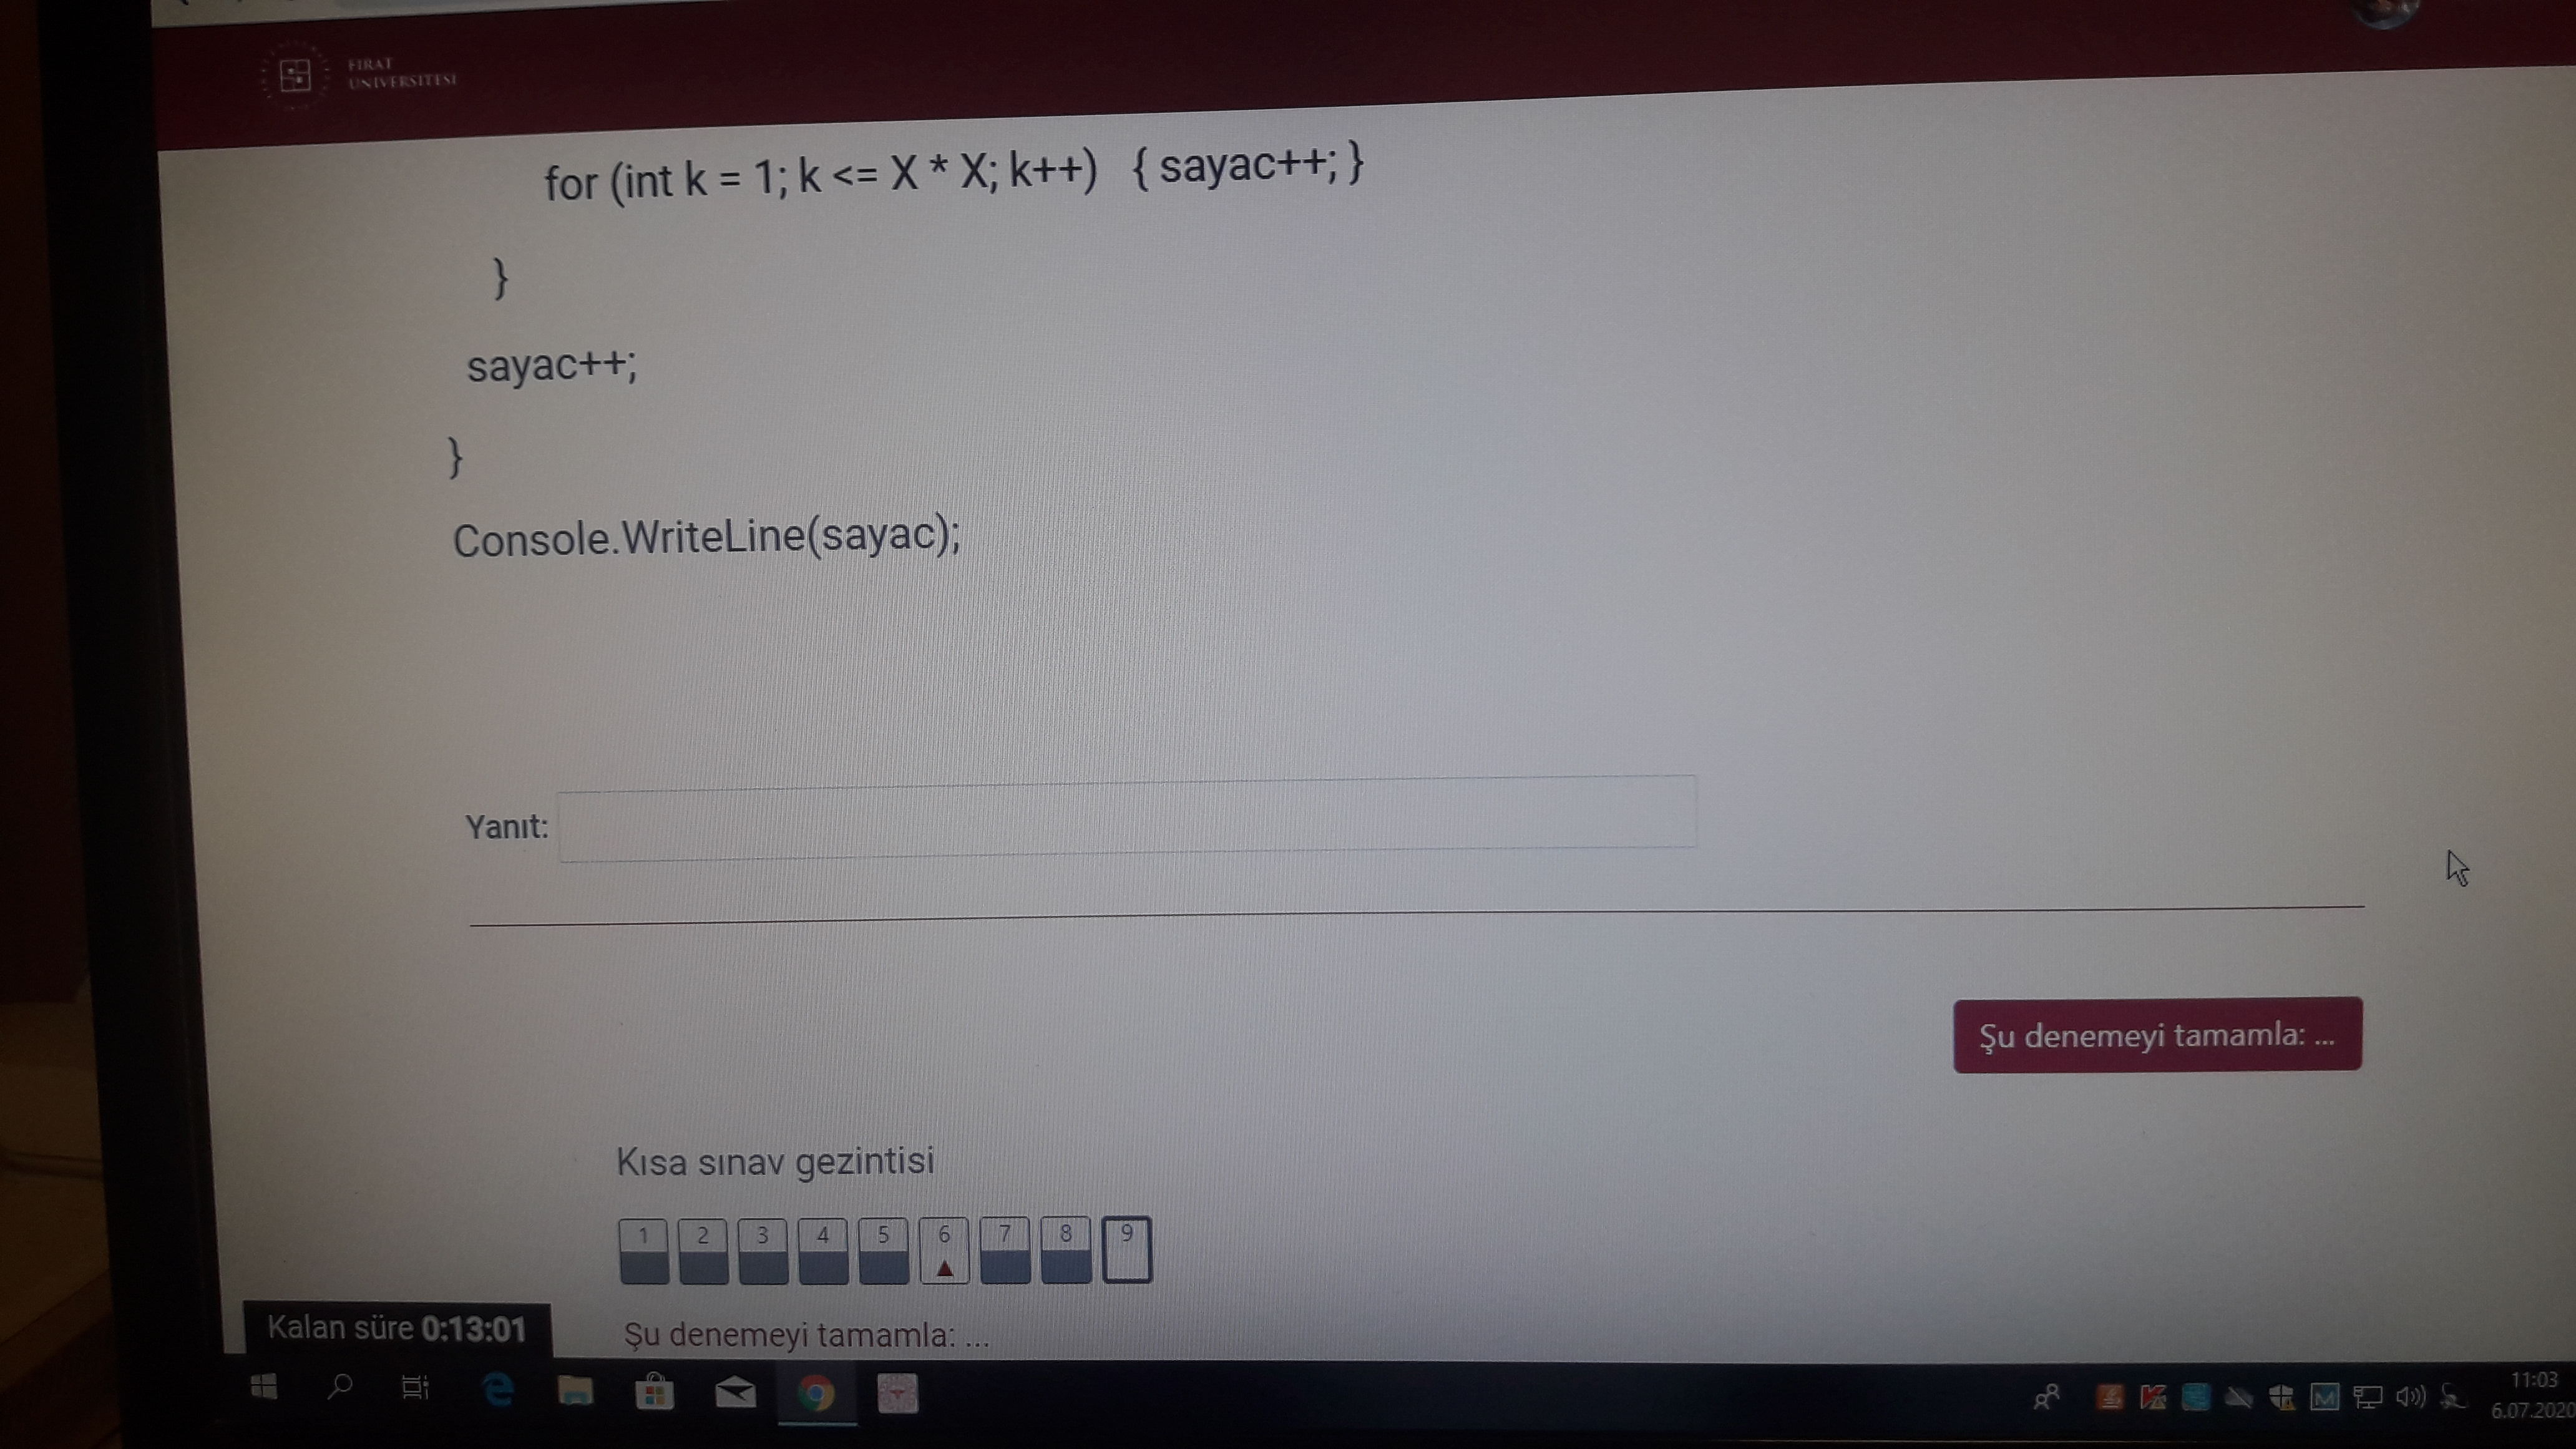 FIRAT
ÜNİVERSİTESİ
for (int k = 1; k <= X * X; k++) { sayac++; }
}
sayac++;
}
Console.WriteLine(sayac);
Yanıt:
Şu denemeyi tamamla: ...
Kısa sınav gezintisi
1 2 3 4 5 6 7 8 9
Şu denemeyi tamamla: ...
Kalan süre 0:13:01
11:03
6.07.2020